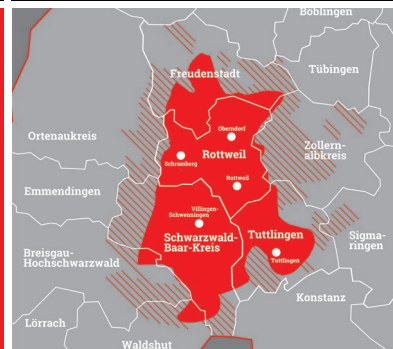 Böblingen
Freudenstadt
Tübingen
Oberndorf
Ortenaukreis
Zollern-
albkreis
Schramberg
Rottweil
Rottweil
Emmendingen
Villingen-
Schwenningen
Schwarzwald-
Baar-Kreis
Tuttlingen
Sigma-
ringen
Breisgau-
Hochschwarzwald
Tuttlingen
Konstanz
Lörrach
Waldshut